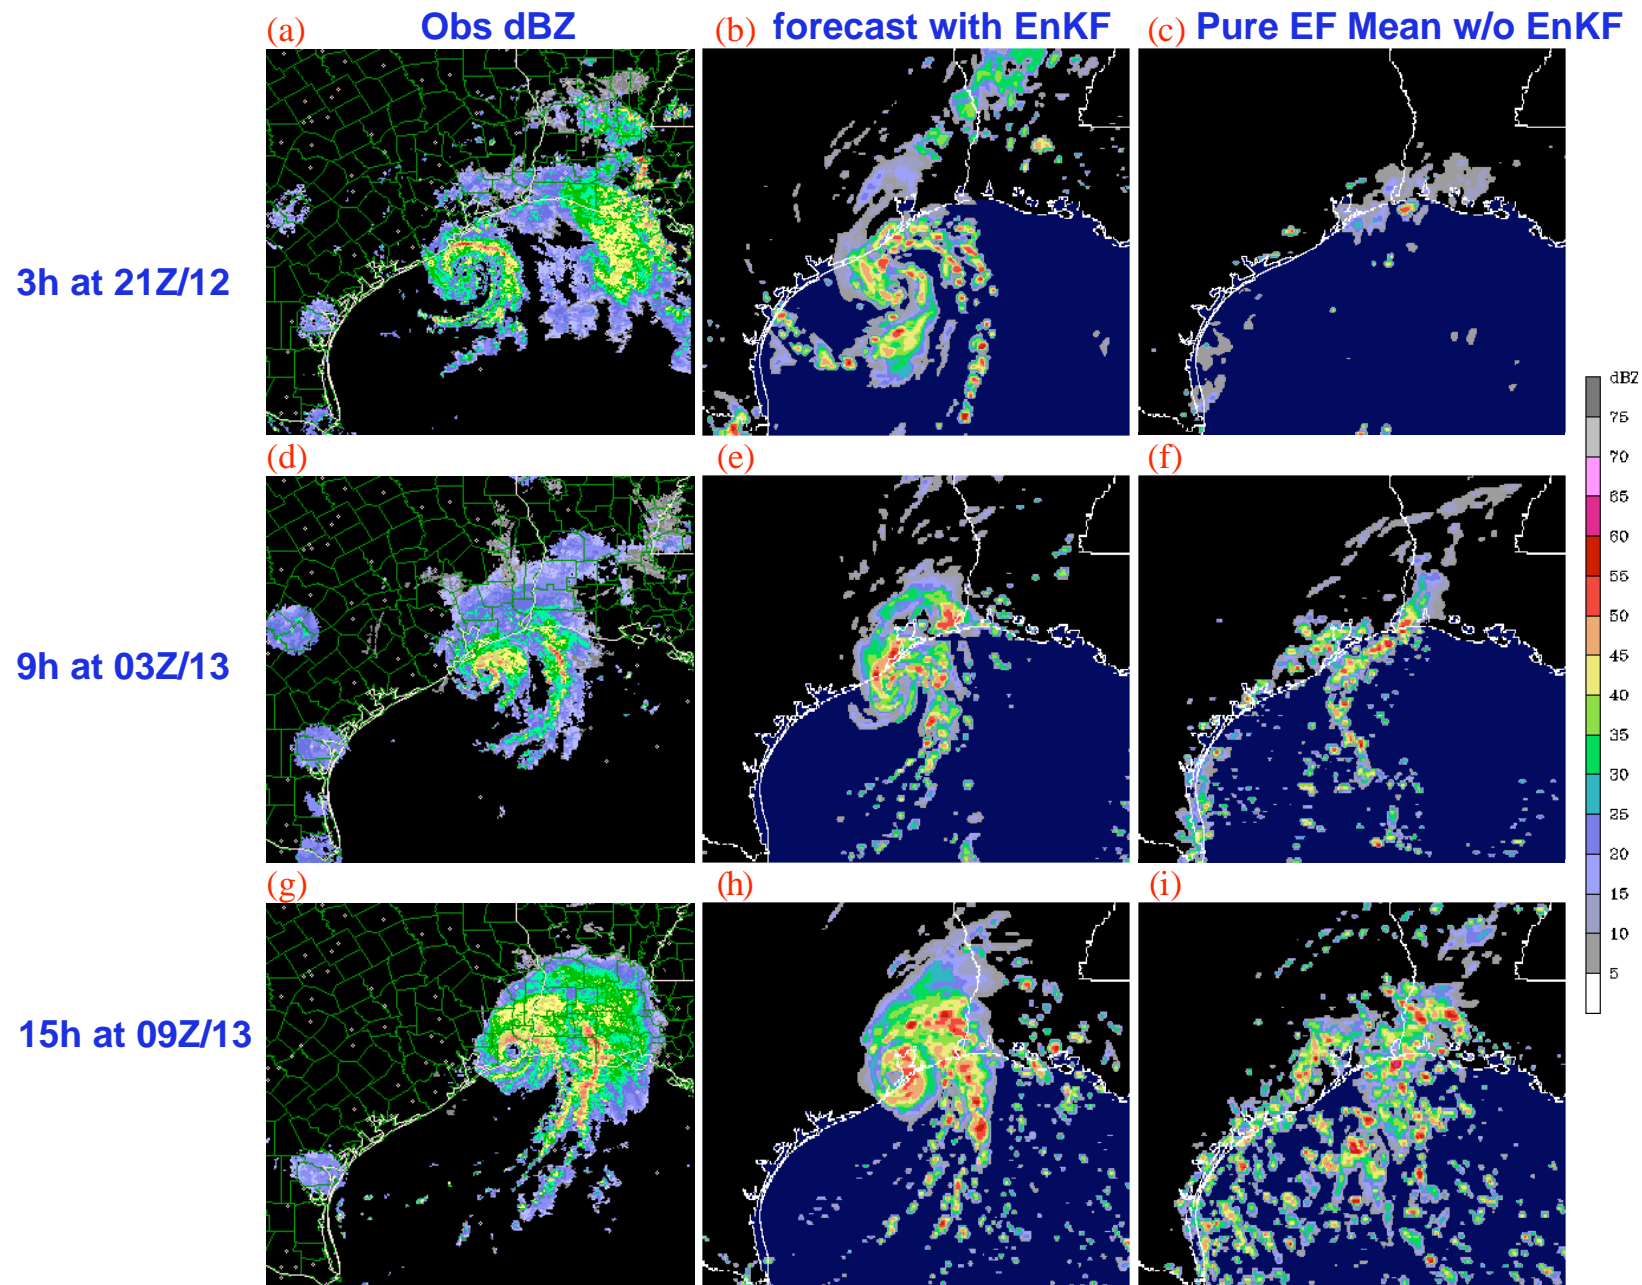 (a) Obs dBZ (b) forecast with EnKF (c) Pure EF Mean w/o EnKF
3h at 21Z/12
dBZ
75
70
65
60
55
50
45
40
35
30
25
20
15
10
5
(d) (e) (f)
9h at 03Z/13
(g) (h) (i)
15h at 09Z/13